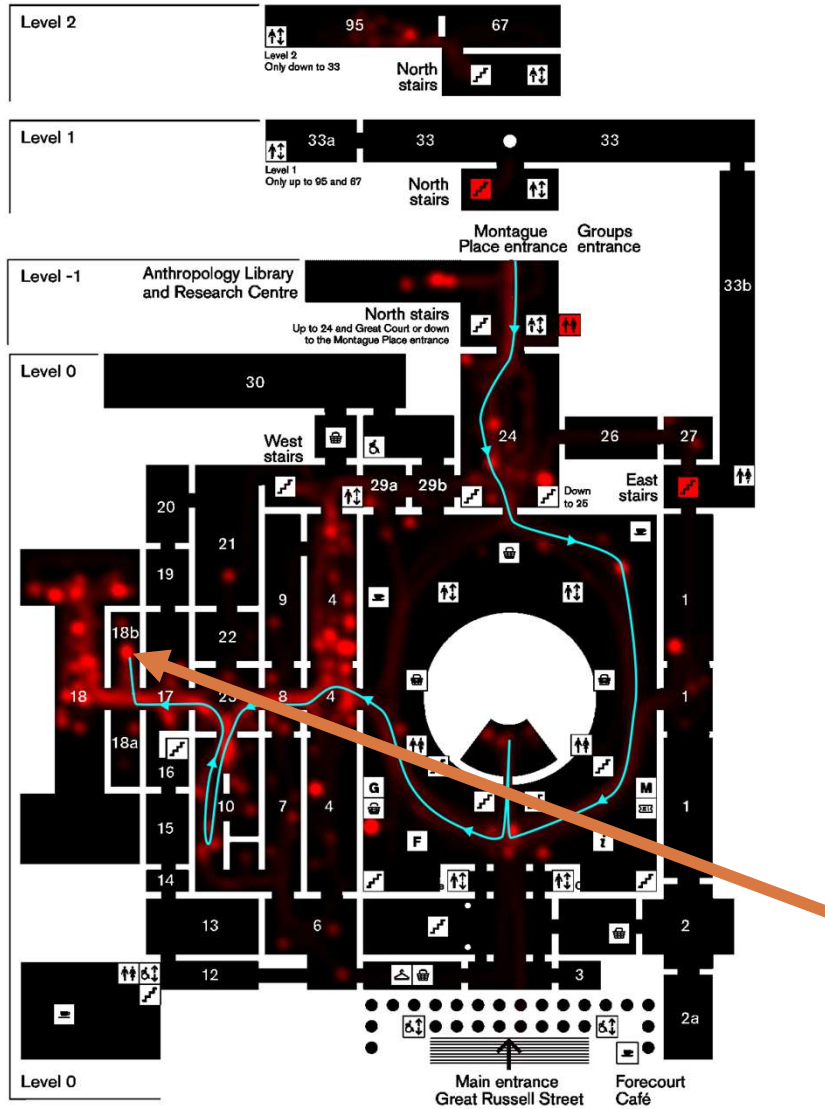 Level 2
95
67
Level 2
Only down to 33
North
stairs
Level 1
33a
33
33
Level 1
Only up to 95 and 67
North
stairs
Montague
Place entrance
Groups
entrance
Level -1
Anthropology Library
and Research Centre
33b
North stairs
Up to 24 and Great Court or down
to the Montague Place entrance
Level 0
30
24
26
27
West
stairs
29a
29b
East
stairs
Down
to 25
20
21
19
9
4
1
18b
22
18
17
23
8
4
1
18a
16
10
7
4
G
M
1
15
F
i
14
13
6
2
12
3
2a
Level 0
Main entrance
Great Russell Street
Forecourt
Café